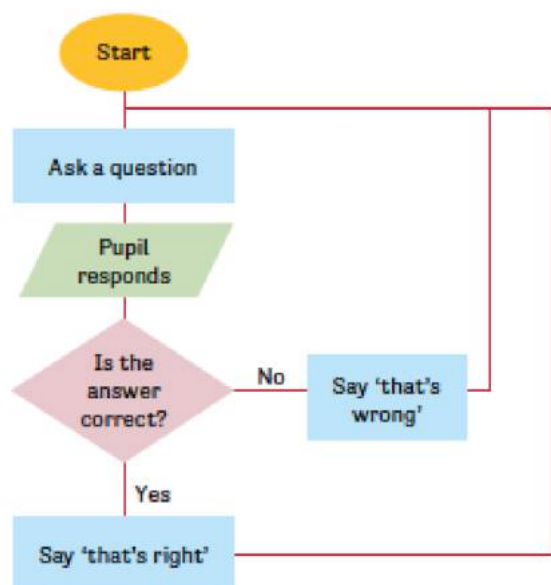 Start
Ask a question
Pupil
responds
Is the
answer
correct?
No
Say ‘that’s
wrong’
Yes
Say ‘that’s right’